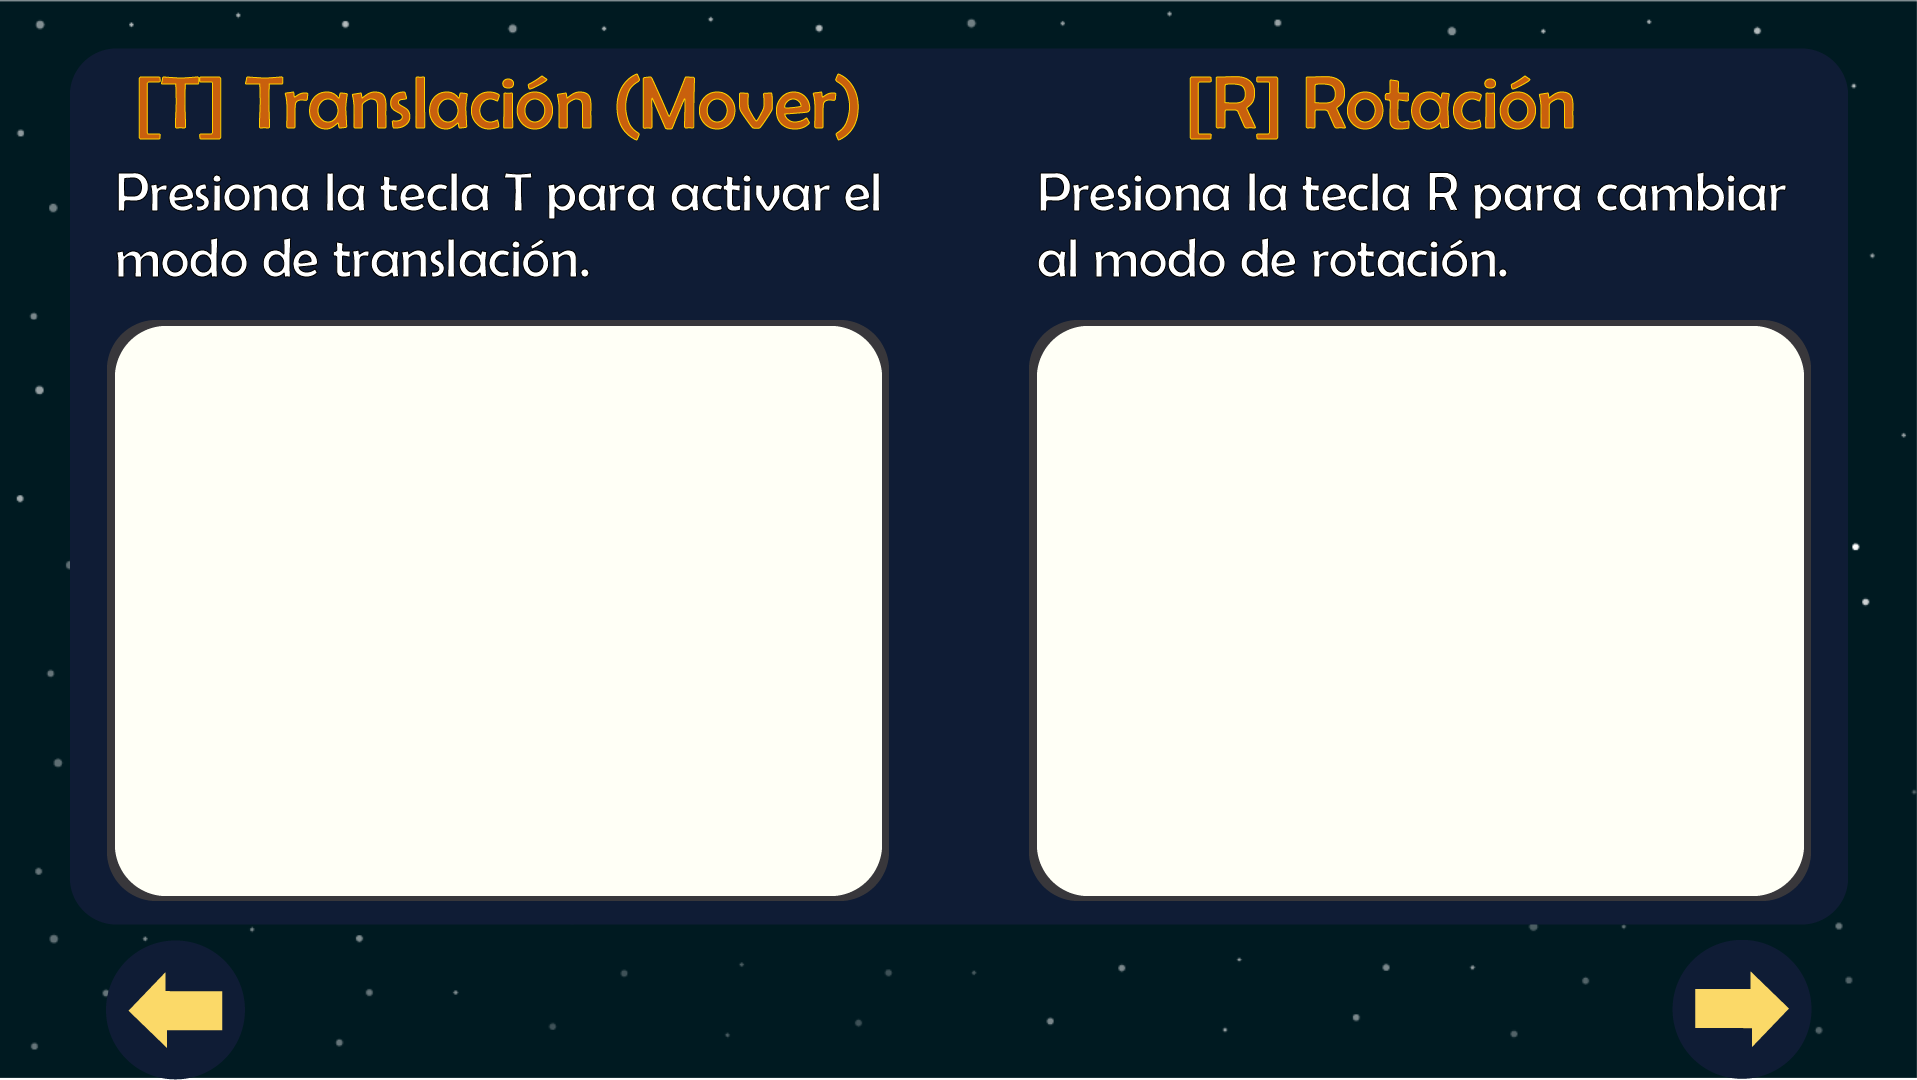 [T] Translación (Mover)
Presiona la tecla T para activar el
modo de translación.
[R] Rotación
Presiona la tecla R para cambiar
al modo de rotación.